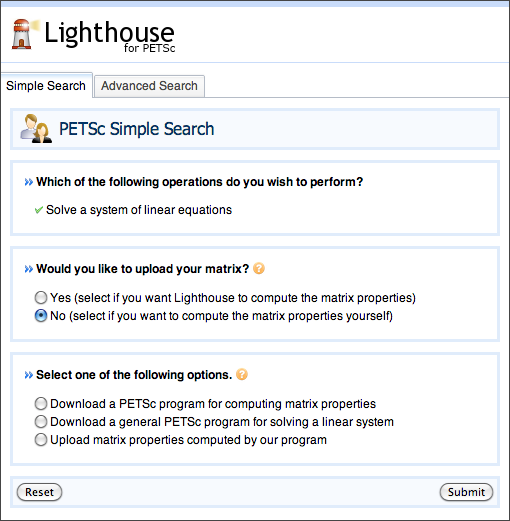 Lighthouse
for PETSc
Simple Search
Advanced Search
PETSc Simple Search
Which of the following operations do you wish to perform?
Solve a system of linear equations
Would you like to upload your matrix? ?
Yes (select if you want Lighthouse to compute the matrix properties)
No (select if you want to compute the matrix properties yourself)
Select one of the following options. ?
Download a PETSc program for computing matrix properties
Download a general PETSc program for solving a linear system
Upload matrix properties computed by our program
Reset
Submit